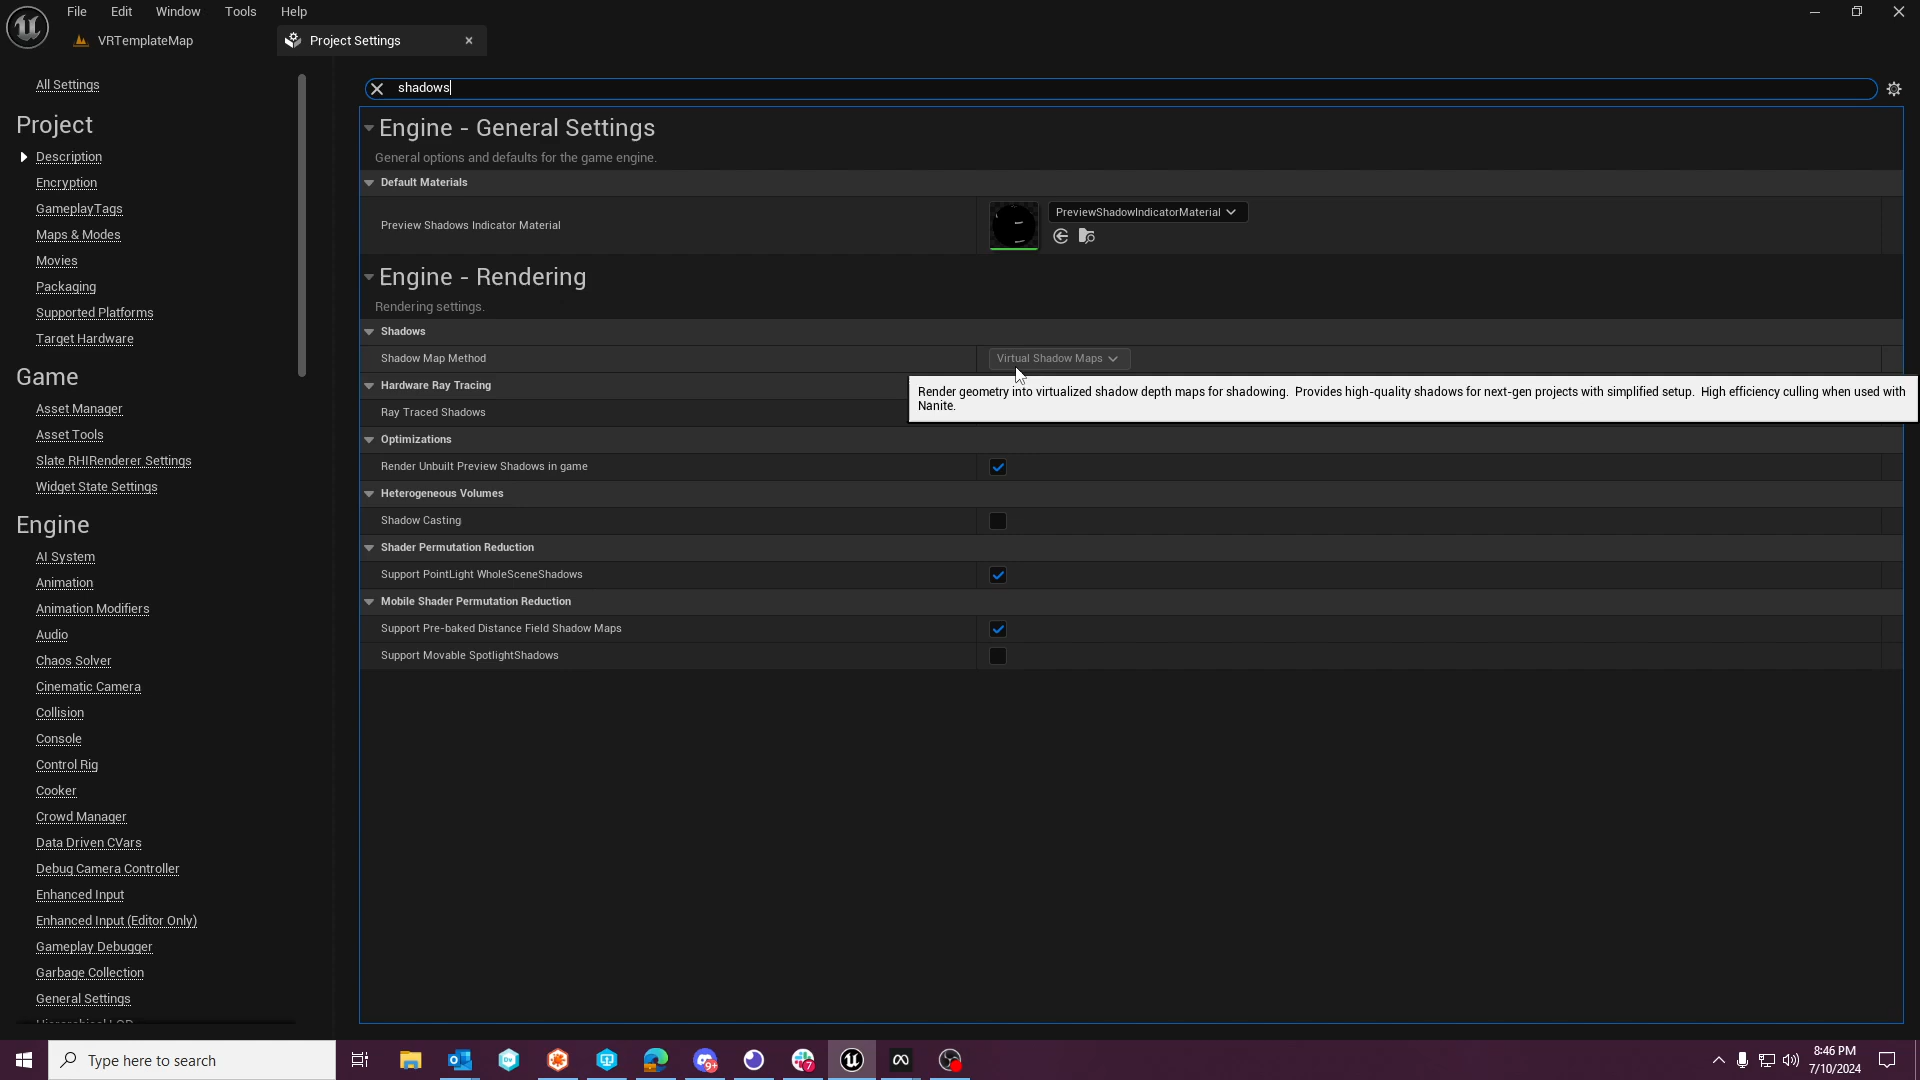 File Edit Window Tools Help
VRTemplateMap
Project Settings
shadows
All Settings
Project
Description
Encryption
GameplayTags
Maps & Modes
Movies
Packaging
Supported Platforms
Target Hardware
Game
Asset Manager
Asset Tools
Slate RHIRenderer Settings
Widget State Settings
Engine
AI System
Animation
Animation Modifiers
Audio
Chaos Solver
Cinematic Camera
Collision
Console
Control Rig
Cooker
Crowd Manager
Data Driven CVars
Debug Camera Controller
Enhanced Input
Enhanced Input (Editor Only)
Gameplay Debugger
Garbage Collection
General Settings
Engine - General Settings
General options and defaults for the game engine.
Default Materials
Preview Shadows Indicator Material
PreviewShadowIndicatorMaterial
Engine - Rendering
Rendering settings.
Shadows
Shadow Map Method
Virtual Shadow Maps
Hardware Ray Tracing
Render geometry into virtualized shadow depth maps for shadowing. Provides high-quality shadows for next-gen projects with simplified setup. High efficiency culling when used with
Nanite.
Ray Traced Shadows
Optimizations
Render Unbuilt Preview Shadows in game
Heterogeneous Volumes
Shadow Casting
Shader Permutation Reduction
Support PointLight WholeSceneShadows
Mobile Shader Permutation Reduction
Support Pre-baked Distance Field Shadow Maps
Support Movable SpotlightShadows
Type here to search
9+
7
8:46 PM
7/10/2024